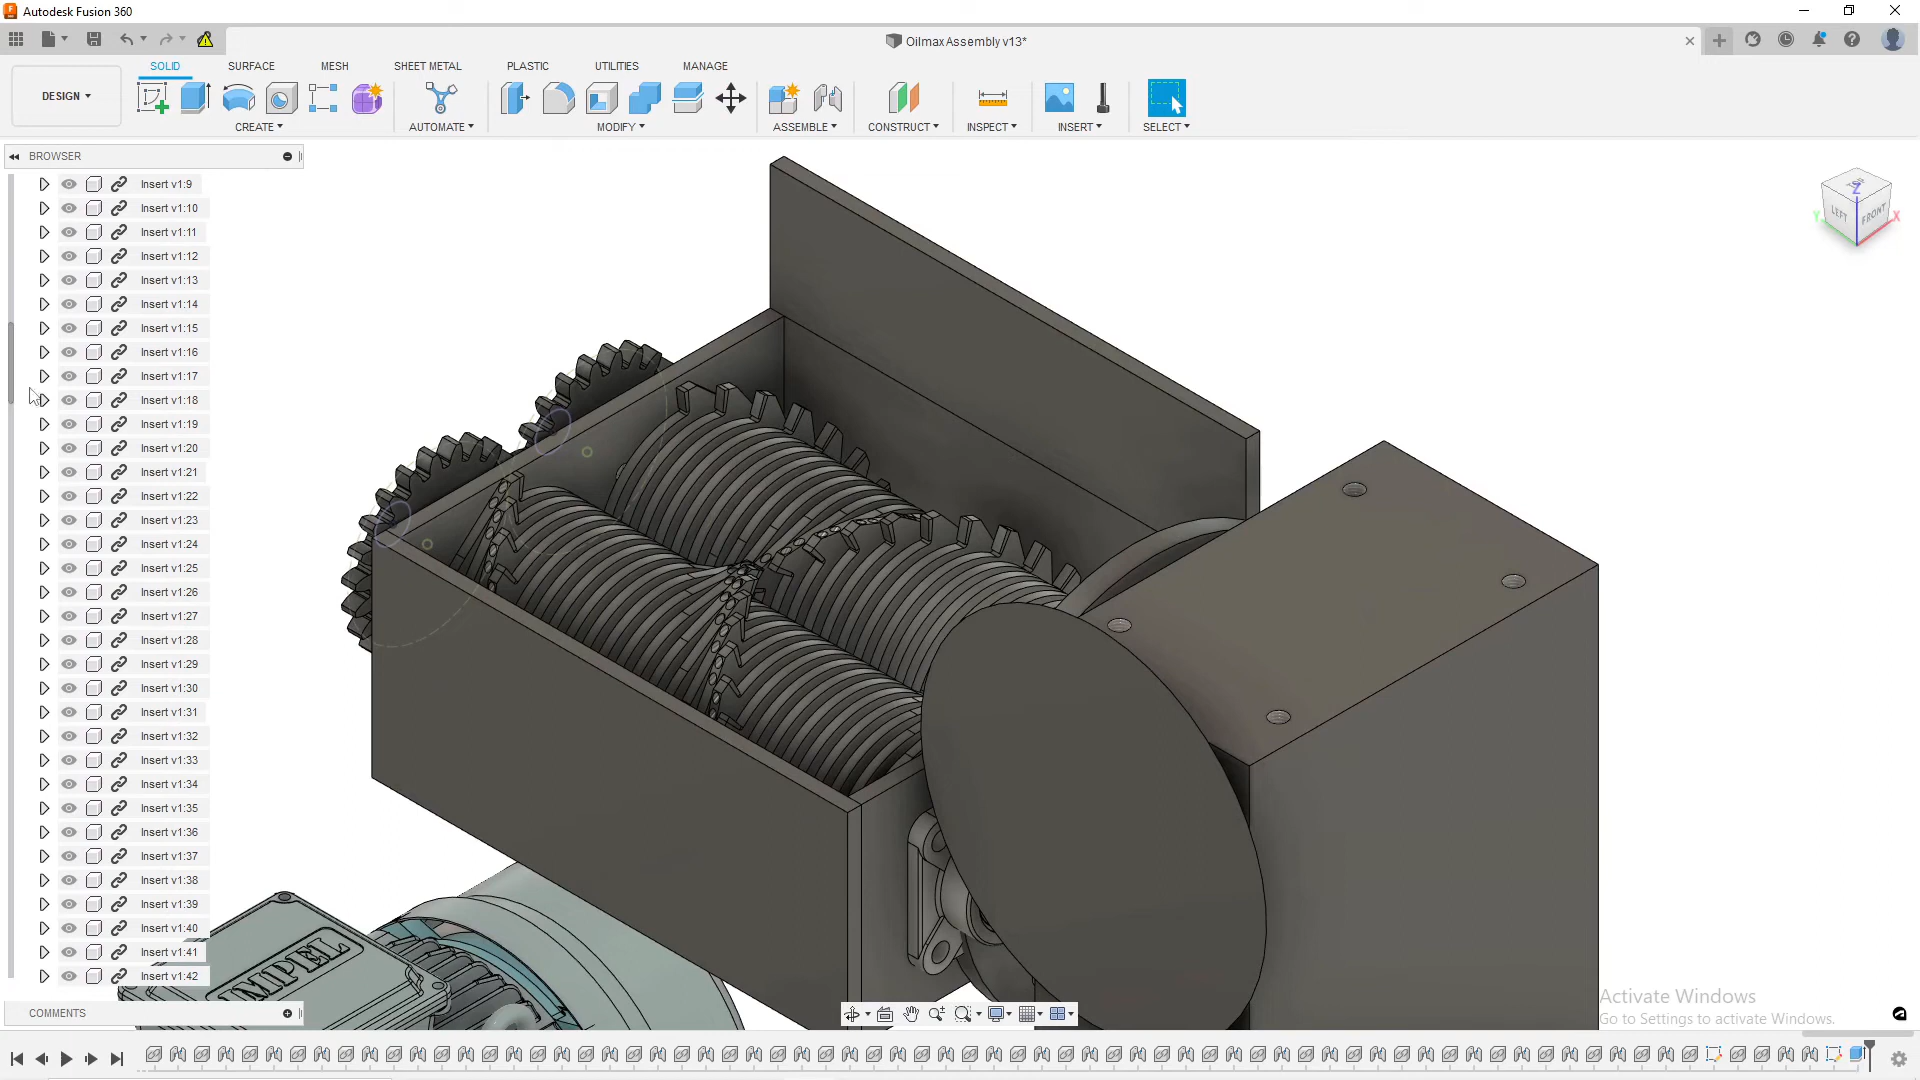 Autodesk Fusion 360
Oilmax Assembly v13*
DESIGN
SOLID
SURFACE
MESH
SHEET METAL
PLASTIC
UTILITIES
MANAGE
CREATE
AUTOMATE
MODIFY
ASSEMBLE
CONSTRUCT
INSPECT
INSERT
SELECT
BROWSER
Insert v1:9
Insert v1:10
Insert v1:11
Insert v1:12
Insert v1:13
Insert v1:14
Insert v1:15
Insert v1:16
Insert v1:17
Insert v1:18
Insert v1:19
Insert v1:20
Insert v1:21
Insert v1:22
Insert v1:23
Insert v1:24
Insert v1:25
Insert v1:26
Insert v1:27
Insert v1:28
Insert v1:29
Insert v1:30
Insert v1:31
Insert v1:32
Insert v1:33
Insert v1:34
Insert v1:35
Insert v1:36
Insert v1:37
Insert v1:38
Insert v1:39
Insert v1:40
Insert v1:41
Insert v1:42
TOP
LEFT
FRONT
Z
Y
X
IMPEL
COMMENTS
Activate Windows
Go to Settings to activate Windows.